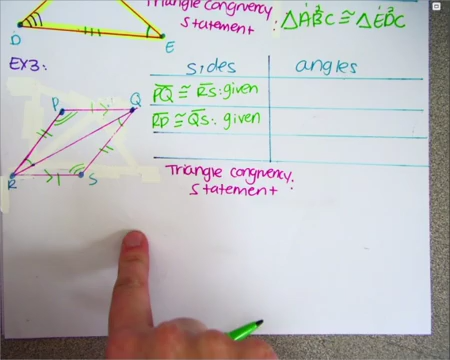 Triangle congruency
Statement : △ABC ≅ △EDC
D
E
EX3:
sides angles
P Q
PQ ≅ RS: given
RP ≅ QS: given
R S
Triangle congruency
Statement: